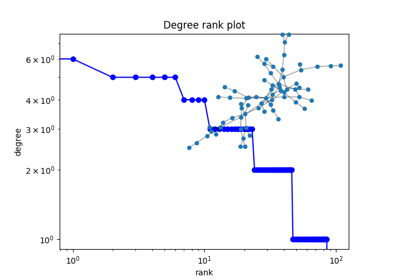 Degree rank plot
degree
6 × 10⁰
4 × 10⁰
3 × 10⁰
2 × 10⁰
10⁰
10⁰
10¹
10²
rank